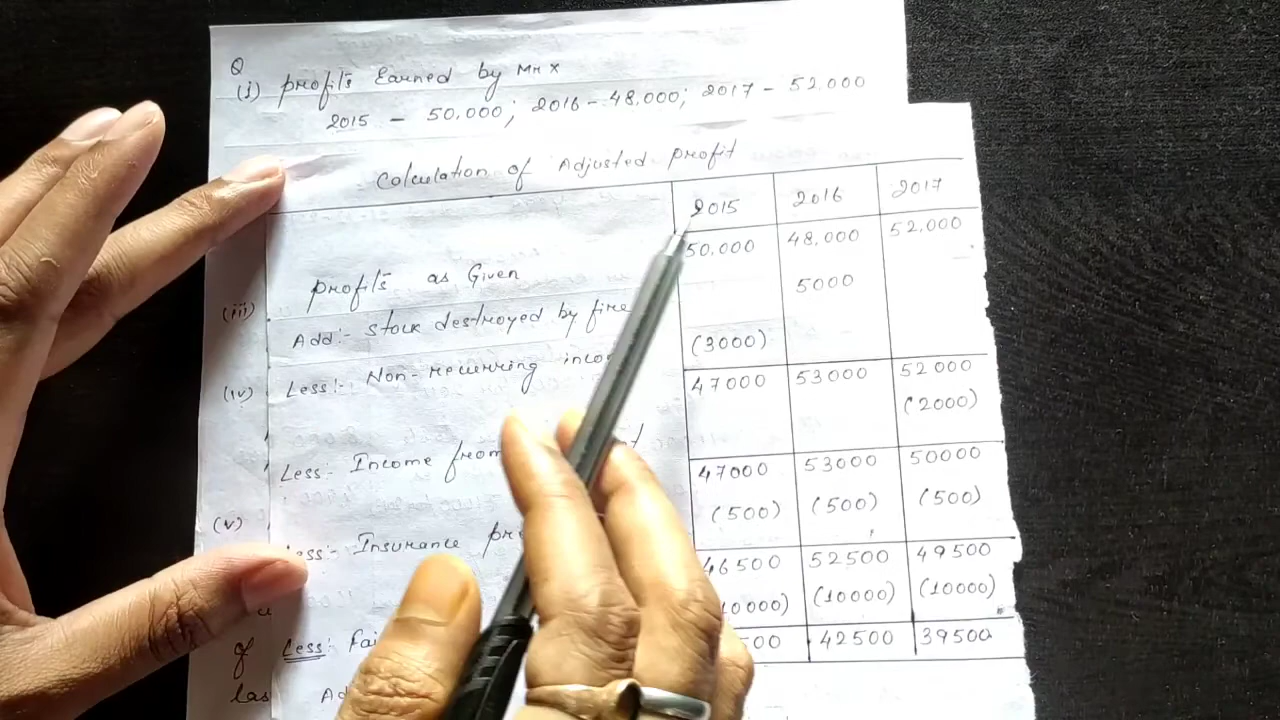 Q
(i) profits Earned by Mr X
2015 - 50,000; 2016 - 48,000; 2017 - 52,000
Calculation of Adjusted profit
2015 2016 2017
profits as Given 50,000 48,000 52,000
(iii) Add:- Stock destroyed by fire 5000
(iv) Less:- Non-recurring (3000)
47000 53000 52000
Less:- Income from (2000)
47000 53000 50000
(v) Insurance (500) (500) (500)
46500 52500 49500
of Less: (10000) (10000)
42500 39500